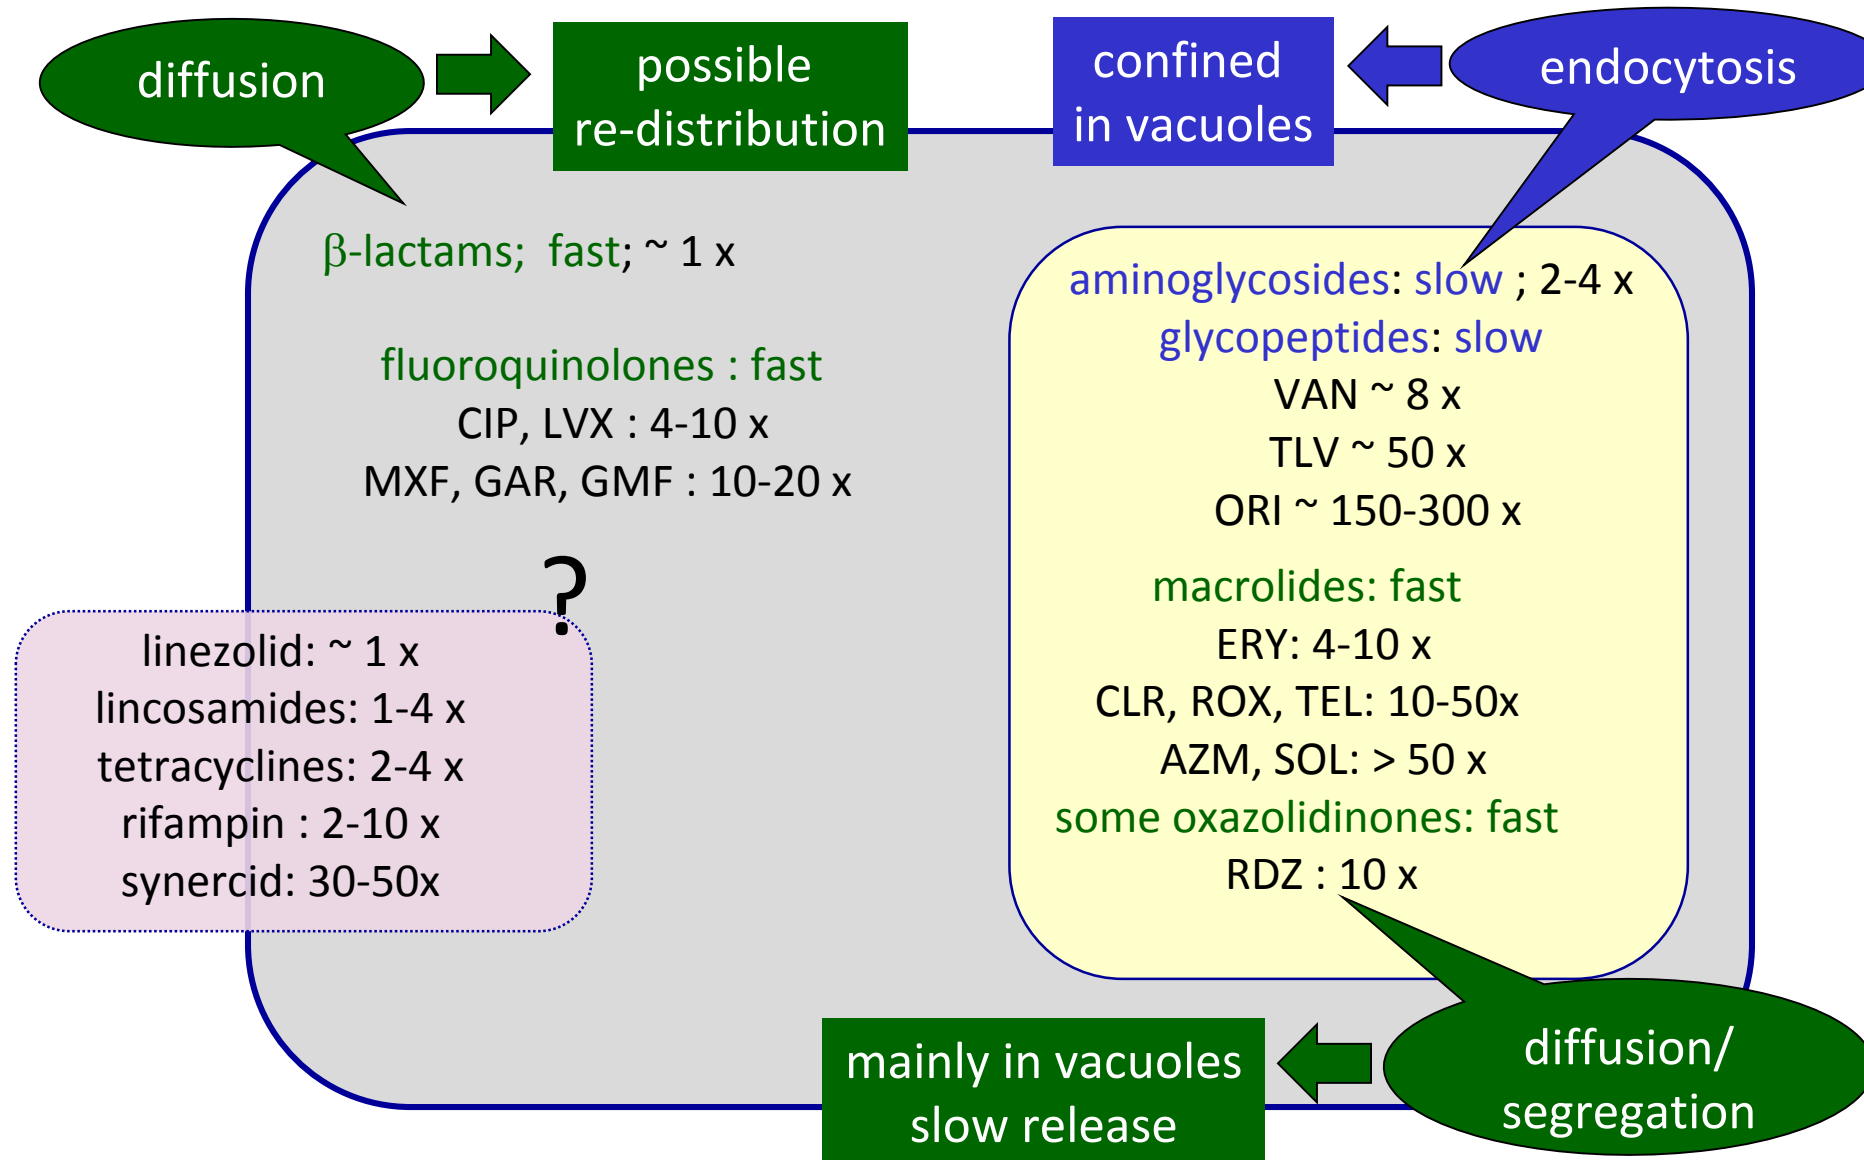 diffusion
possible
re-distribution
confined
in vacuoles
endocytosis
β-lactams; fast; ~ 1 x
fluoroquinolones : fast
CIP, LVX : 4-10 x
MXF, GAR, GMF : 10-20 x
?
linezolid: ~ 1 x
lincosamides: 1-4 x
tetracyclines: 2-4 x
rifampin : 2-10 x
synercid: 30-50x
aminoglycosides: slow ; 2-4 x
glycopeptides: slow
VAN ~ 8 x
TLV ~ 50 x
ORI ~ 150-300 x
macrolides: fast
ERY: 4-10 x
CLR, ROX, TEL: 10-50x
AZM, SOL: > 50 x
some oxazolidinones: fast
RDZ : 10 x
mainly in vacuoles
slow release
diffusion/
segregation